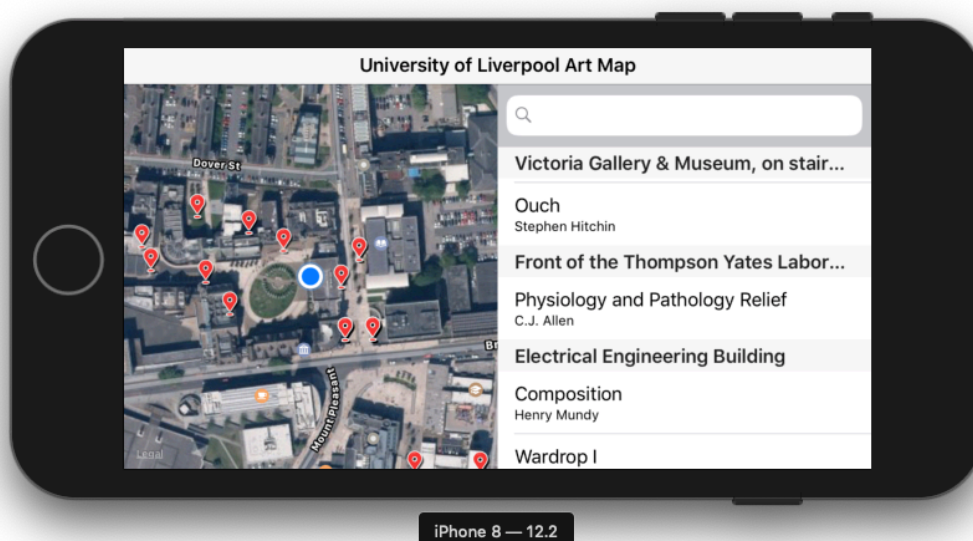 University of Liverpool Art Map
Dover St
Br
Mount Pleasant
Legal
Victoria Gallery & Museum, on stair...
Ouch
Stephen Hitchin
Front of the Thompson Yates Labor...
Physiology and Pathology Relief
C.J. Allen
Electrical Engineering Building
Composition
Henry Mundy
Wardrop I
iPhone 8 — 12.2